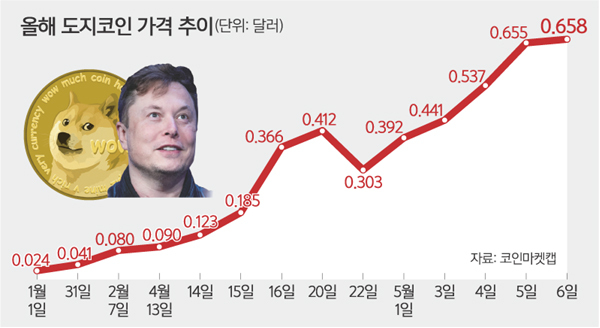 올해 도지코인 가격 추이(단위: 달러)
very currency wow much coin
wow
0.024
0.041
0.080
0.090
0.123
0.185
0.366
0.412
0.303
0.392
0.441
0.537
0.655
0.658
자료: 코인마켓캡
1월 31일 2월 4월 14일 15일 16일 20일 22일 5월 3일 4일 5일 6일
1일 7일 13일 1일